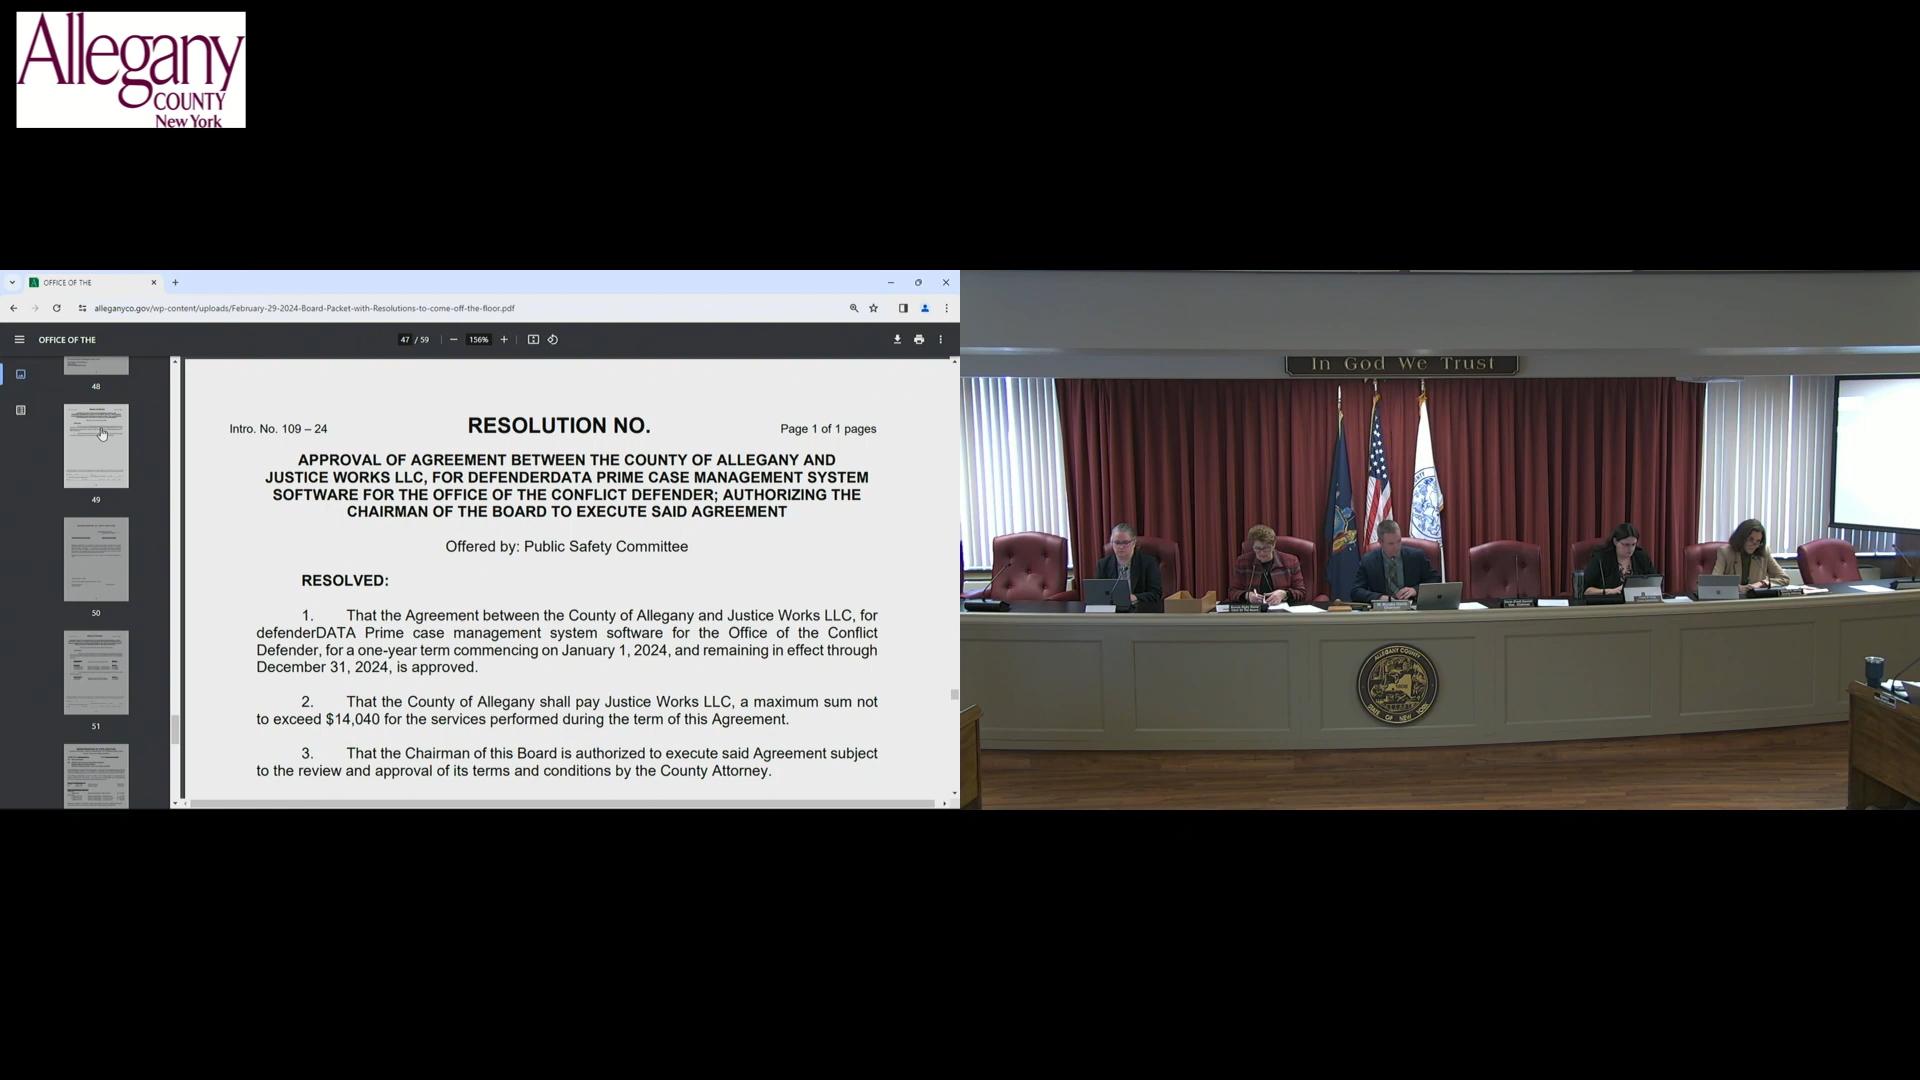 Allegany
COUNTY
New York
OFFICE OF THE
alleganyco.gov/wp-content/uploads/February-29-2024-Board-Packet-with-Resolutions-to-come-off-the-floor.pdf
OFFICE OF THE
47 / 59
156%
48
49
50
51
Intro. No. 109 – 24
RESOLUTION NO.
Page 1 of 1 pages
APPROVAL OF AGREEMENT BETWEEN THE COUNTY OF ALLEGANY AND
JUSTICE WORKS LLC, FOR DEFENDERDATA PRIME CASE MANAGEMENT SYSTEM
SOFTWARE FOR THE OFFICE OF THE CONFLICT DEFENDER; AUTHORIZING THE
CHAIRMAN OF THE BOARD TO EXECUTE SAID AGREEMENT
Offered by: Public Safety Committee
RESOLVED:
1. That the Agreement between the County of Allegany and Justice Works LLC, for
defenderDATA Prime case management system software for the Office of the Conflict
Defender, for a one-year term commencing on January 1, 2024, and remaining in effect through
December 31, 2024, is approved.
2. That the County of Allegany shall pay Justice Works LLC, a maximum sum not
to exceed $14,040 for the services performed during the term of this Agreement.
3. That the Chairman of this Board is authorized to execute said Agreement subject
to the review and approval of its terms and conditions by the County Attorney.
In God We Trust
ALLEGANY COUNTY
STATE OF NEW YORK